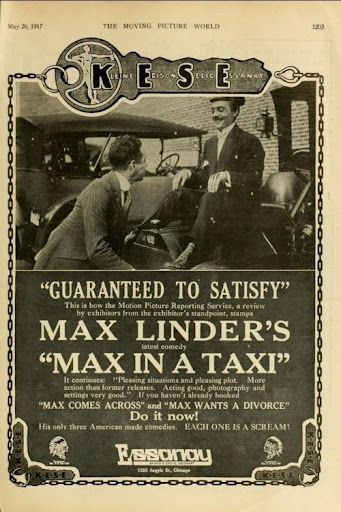 May 26, 1917 THE MOVING PICTURE WORLD 1203
K·E·S·E
KLEINE EDISON SELIG ESSANAY
"GUARANTEED TO SATISFY"
This is how the Motion Picture Reporting Service, a review
by exhibitors from the exhibitor's standpoint, stamps
MAX LINDER'S
latest comedy
"MAX IN A TAXI"
It continues: "Pleasing situations and pleasing plot. More
action than former releases. Acting good, photography and
settings very good." If you haven't already booked
"MAX COMES ACROSS" and "MAX WANTS A DIVORCE"
Do it now!
His only three American made comedies. EACH ONE IS A SCREAM!
Essanay
1333 Argyle St., Chicago
K·E·S·E
K·E·S·E
K·E·S·E
K·E·S·E